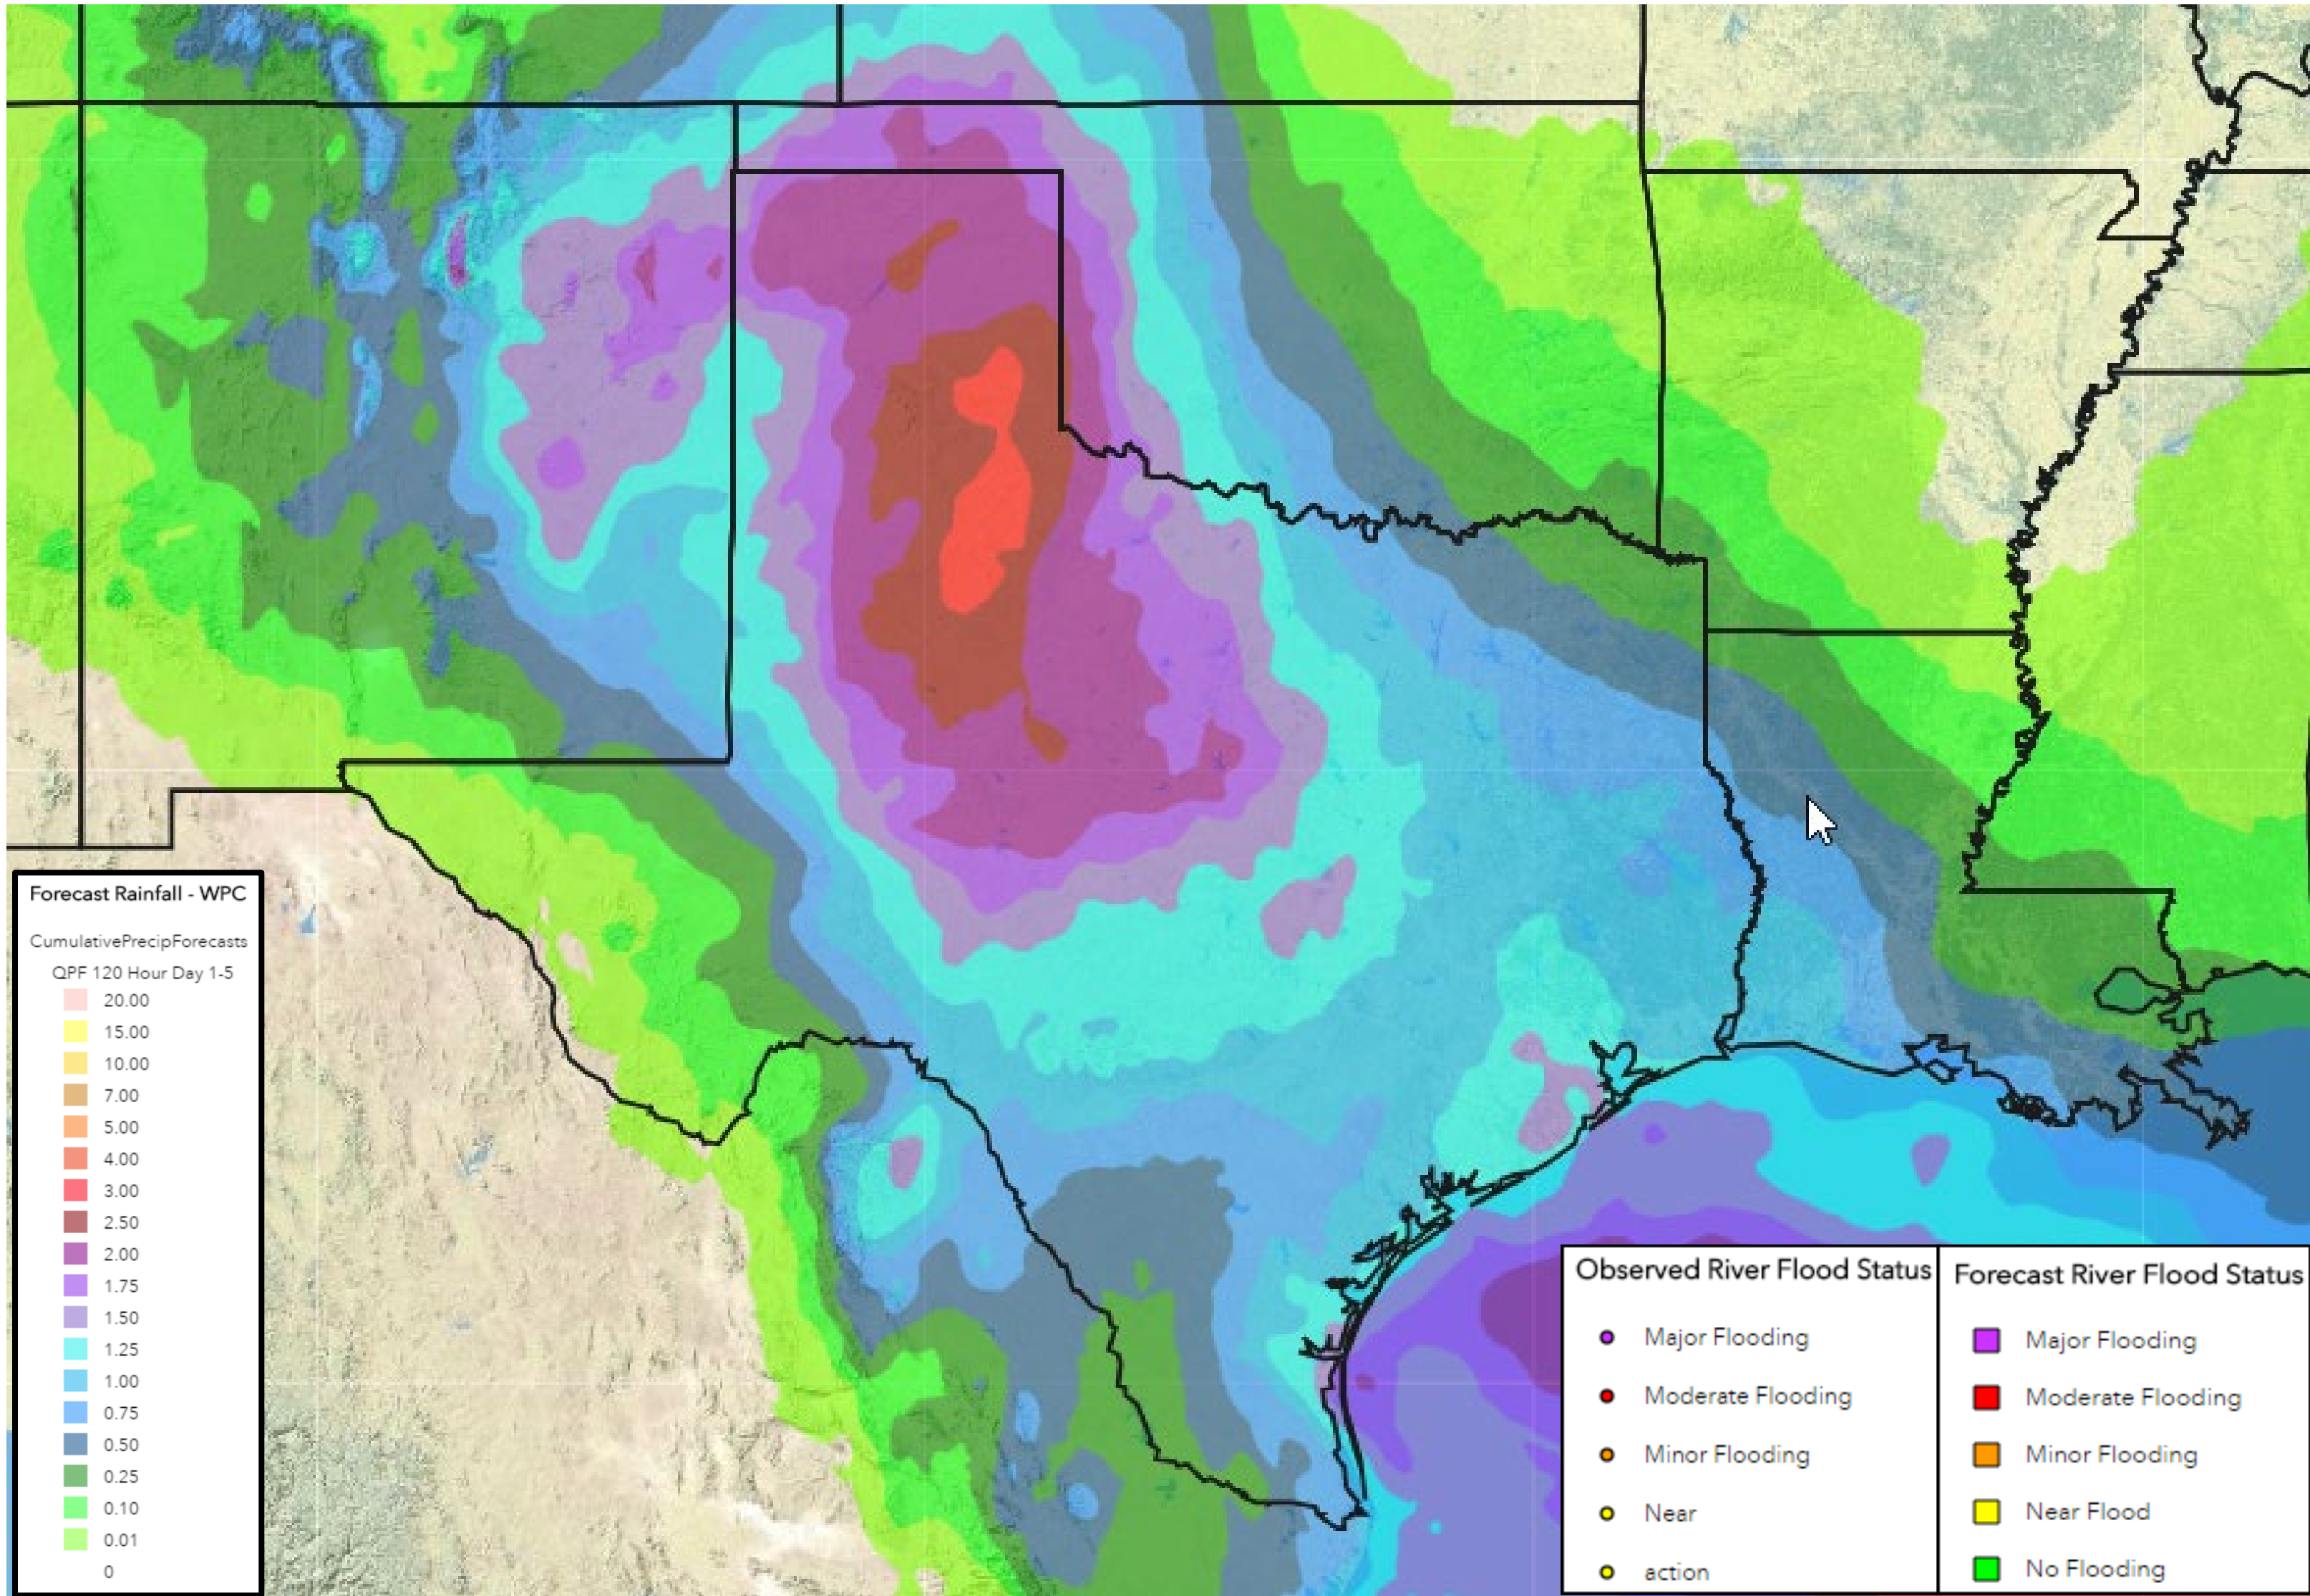 Forecast Rainfall - WPC
CumulativePrecipForecasts
QPF 120 Hour Day 1-5
20.00
15.00
10.00
7.00
5.00
4.00
3.00
2.50
2.00
1.75
1.50
1.25
1.00
0.75
0.50
0.25
0.10
0.01
0
Observed River Flood Status
Major Flooding
Moderate Flooding
Minor Flooding
Near
action
Forecast River Flood Status
Major Flooding
Moderate Flooding
Minor Flooding
Near Flood
No Flooding